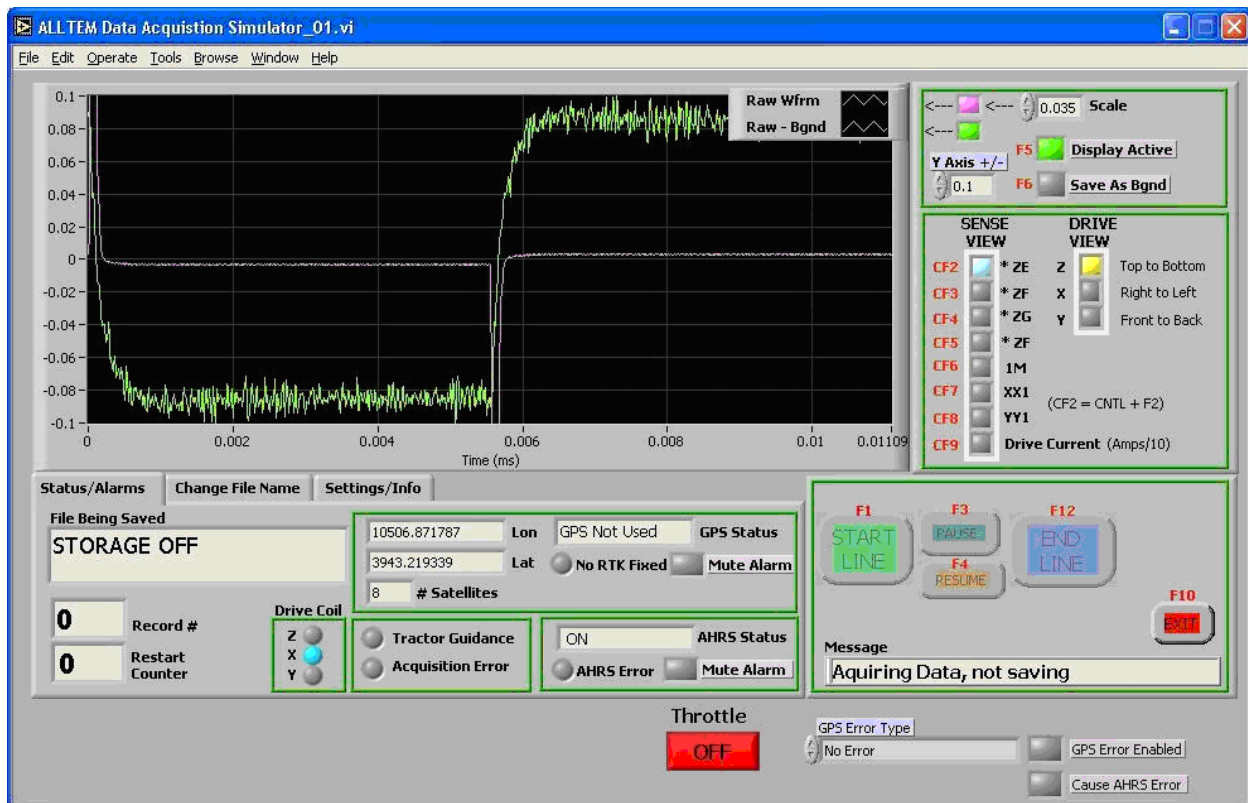 ALLTEM Data Acquistion Simulator_01.vi
File Edit Operate Tools Browse Window Help
0.1
0.08
0.06
0.04
0.02
0
-0.02
-0.04
-0.06
-0.08
-0.1
0 0.002 0.004 0.006 0.008 0.01 0.01109
Time (ms)
Raw Wfrm
Raw - Bgnd
<--- <--- 0.035 Scale
<---
Y Axis +/-
0.1
F5 Display Active
F6 Save As Bgnd
SENSE VIEW
DRIVE VIEW
CF2 * ZE
CF3 * ZF
CF4 * ZG
CF5 * ZF
CF6 1M
CF7 XX1
CF8 YY1
CF9 Drive Current (Amps/10)
Z Top to Bottom
X Right to Left
Y Front to Back
(CF2 = CNTL + F2)
Status/Alarms Change File Name Settings/Info
File Being Saved
STORAGE OFF
0 Record #
0 Restart Counter
Drive Coil
Z
X
Y
10506.871787 Lon
3943.219339 Lat
8 # Satellites
GPS Not Used GPS Status
No RTK Fixed Mute Alarm
Tractor Guidance
Acquisition Error
ON AHRS Status
AHRS Error Mute Alarm
F1
START LINE
F3
PAUSE
F4
RESUME
F12
END LINE
F10
EXIT
Message
Aquiring Data, not saving
Throttle
OFF
GPS Error Type
No Error
GPS Error Enabled
Cause AHRS Error